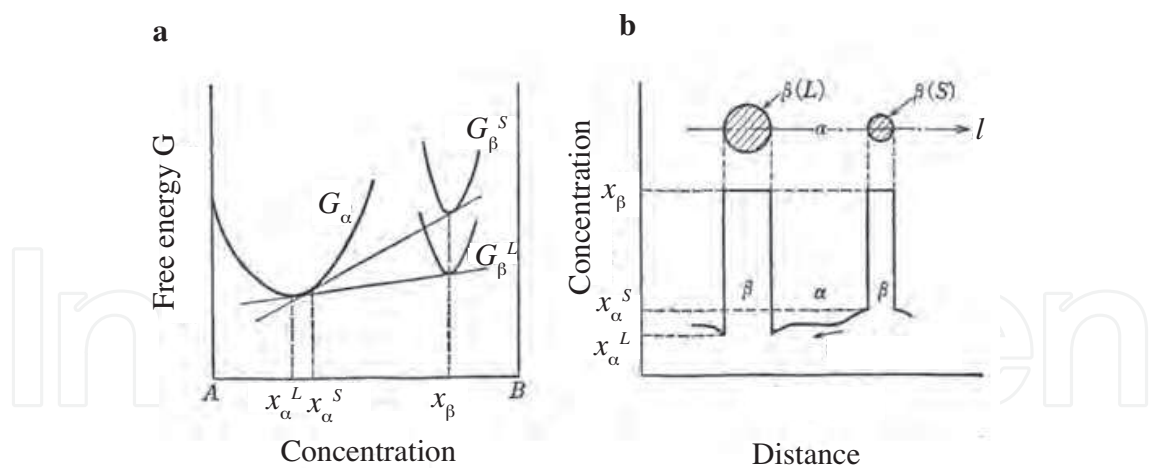 a
Free energy G
G_α
G_β^S
G_β^L
A
x_α^L x_α^S
x_β
B
Concentration
b
Concentration
β(L)
β(S)
α
l
x_β
x_α^S
x_α^L
β
α
β
Distance